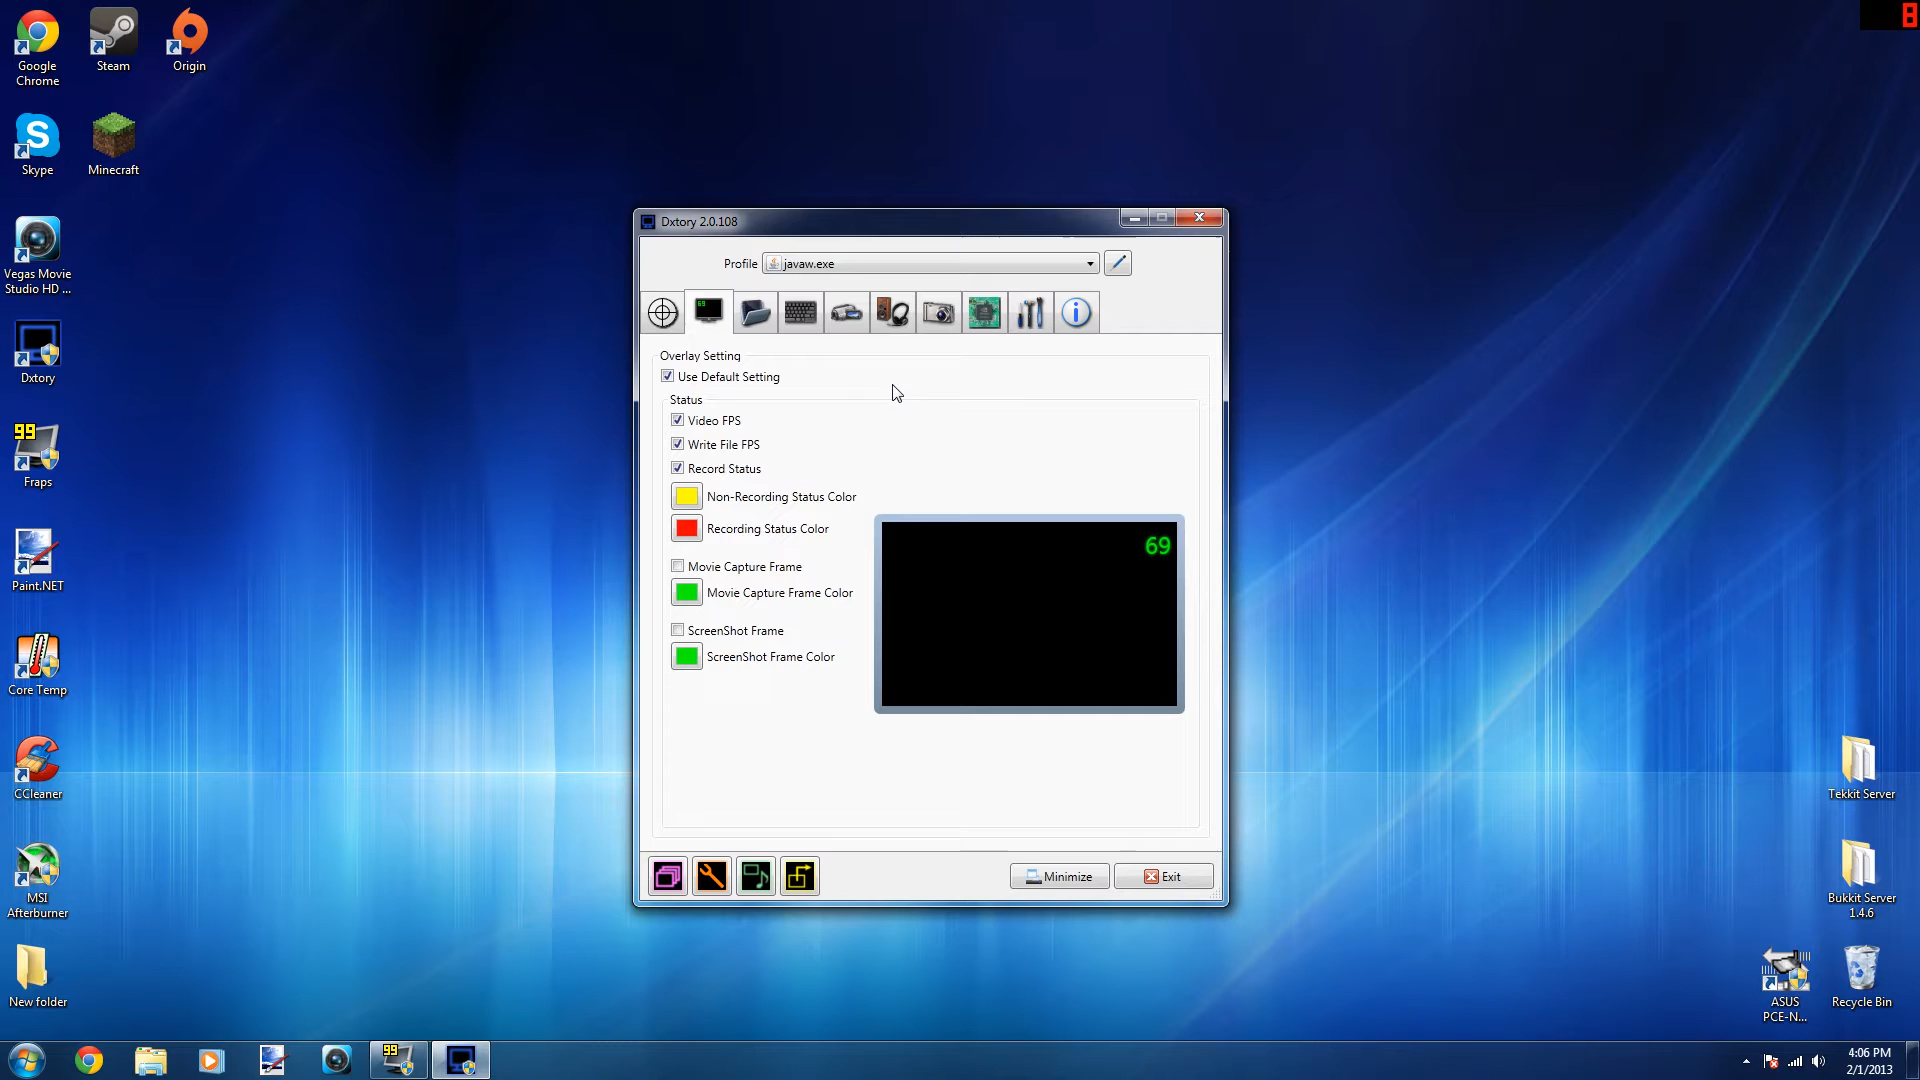 8
Google
Chrome
Steam
Origin
Skype
Minecraft
Vegas Movie
Studio HD ...
Dxtory
99
Fraps
Paint.NET
Core Temp
CCleaner
MSI
Afterburner
New folder
Dxtory 2.0.108
Profile
javaw.exe
69
Overlay Setting
Use Default Setting
Status
Video FPS
Write File FPS
Record Status
Non-Recording Status Color
Recording Status Color
Movie Capture Frame
Movie Capture Frame Color
ScreenShot Frame
ScreenShot Frame Color
69
Minimize
Exit
Tekkit Server
Bukkit Server
1.4.6
ASUS
PCE-N...
Recycle Bin
99
4:06 PM
2/1/2013